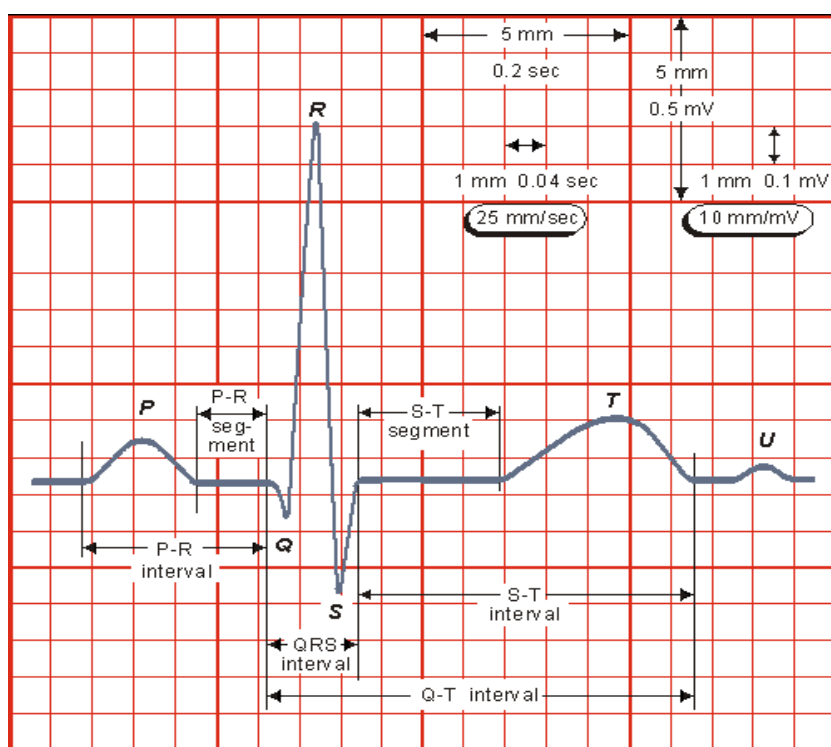 5 mm
0.2 sec
5 mm
0.5 mV
1 mm 0.04 sec
25 mm/sec
1 mm 0.1 mV
10 mm/mV
R
P
P-R
seg-
ment
S-T
segment
T
U
Q
P-R
interval
S
S-T
interval
QRS
interval
Q-T interval